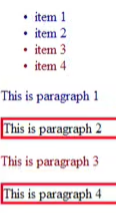 • item 1
• item 2
• item 3
• item 4
This is paragraph 1
This is paragraph 2
This is paragraph 3
This is paragraph 4